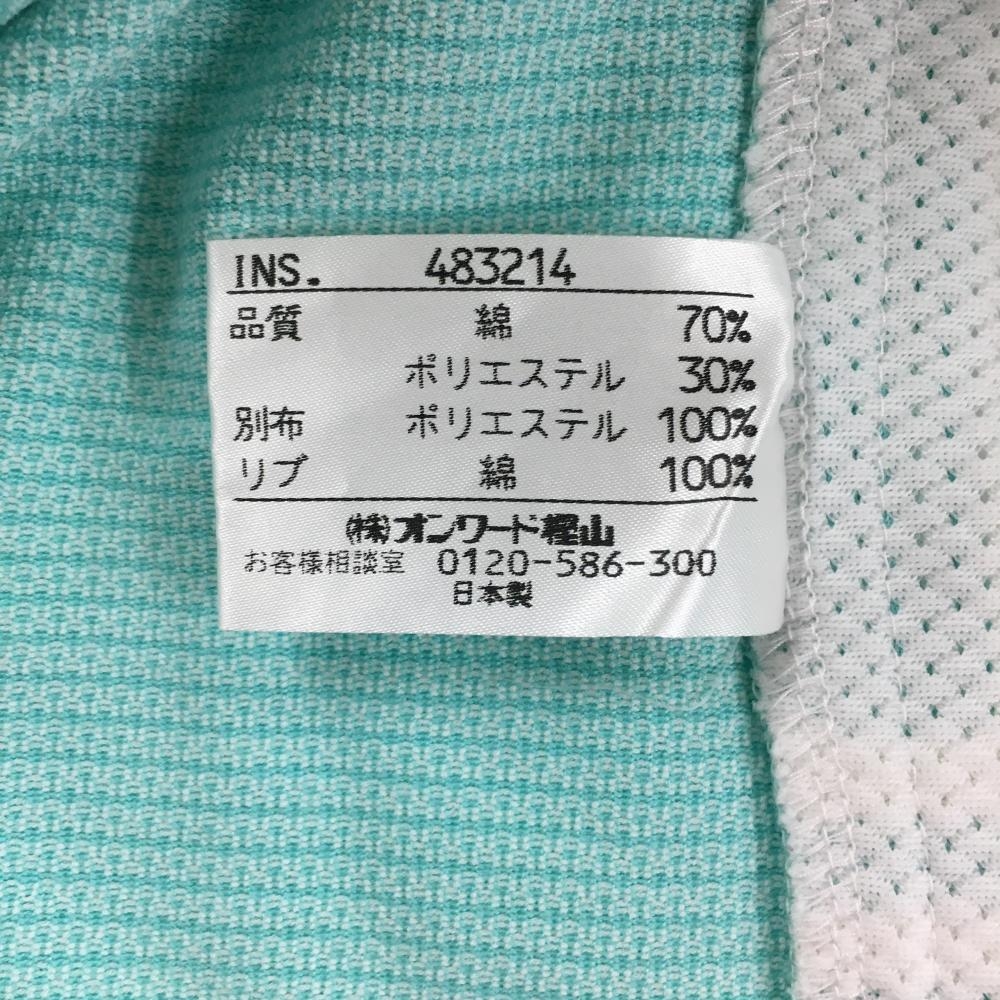 INS. 483214
品質 綿 70%
ポリエステル 30%
別布 ポリエステル 100%
リブ 綿 100%
㈱オンワード樫山
お客様相談室 0120-586-300
日本製